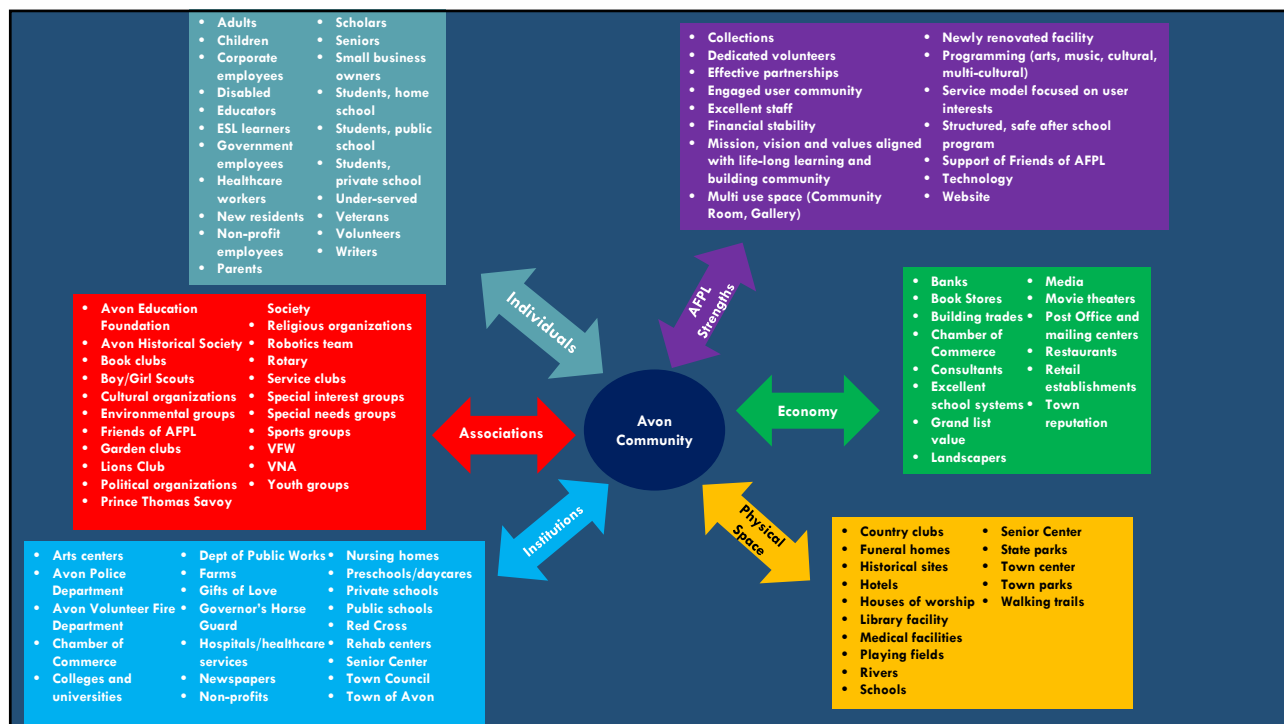 • Adults
• Children
• Corporate
employees
• Disabled
• Educators
• ESL learners
• Government
employees
• Healthcare
workers
• New residents
• Non-profit
employees
• Parents
• Scholars
• Seniors
• Small business
owners
• Students, home
school
• Students, public
school
• Students,
private school
• Under-served
• Veterans
• Volunteers
• Writers
• Collections
• Dedicated volunteers
• Effective partnerships
• Engaged user community
• Excellent staff
• Financial stability
• Mission, vision and values aligned
with life-long learning and
building community
• Multi use space (Community
Room, Gallery)
• Newly renovated facility
• Programming (arts, music, cultural,
multi-cultural)
• Service model focused on user
interests
• Structured, safe after school
program
• Support of Friends of AFPL
• Technology
• Website
Individuals
AFPL
Strengths
• Avon Education
Foundation
• Avon Historical Society
• Book clubs
• Boy/Girl Scouts
• Cultural organizations
• Environmental groups
• Friends of AFPL
• Garden clubs
• Lions Club
• Political organizations
• Prince Thomas Savoy
Society
• Religious organizations
• Robotics team
• Rotary
• Service clubs
• Special interest groups
• Special needs groups
• Sports groups
• VFW
• VNA
• Youth groups
Associations
Avon
Community
Economy
• Banks
• Book Stores
• Building trades
• Chamber of
Commerce
• Consultants
• Excellent
school systems
• Grand list
value
• Landscapers
• Media
• Movie theaters
• Post Office and
mailing centers
• Restaurants
• Retail
establishments
• Town
reputation
Institutions
Physical
Space
• Arts centers
• Avon Police
Department
• Avon Volunteer Fire
Department
• Chamber of
Commerce
• Colleges and
universities
• Dept of Public Works
• Farms
• Gifts of Love
• Governor's Horse
Guard
• Hospitals/healthcare
services
• Newspapers
• Non-profits
• Nursing homes
• Preschools/daycares
• Private schools
• Public schools
• Red Cross
• Rehab centers
• Senior Center
• Town Council
• Town of Avon
• Country clubs
• Funeral homes
• Historical sites
• Hotels
• Houses of worship
• Library facility
• Medical facilities
• Playing fields
• Rivers
• Schools
• Senior Center
• State parks
• Town center
• Town parks
• Walking trails